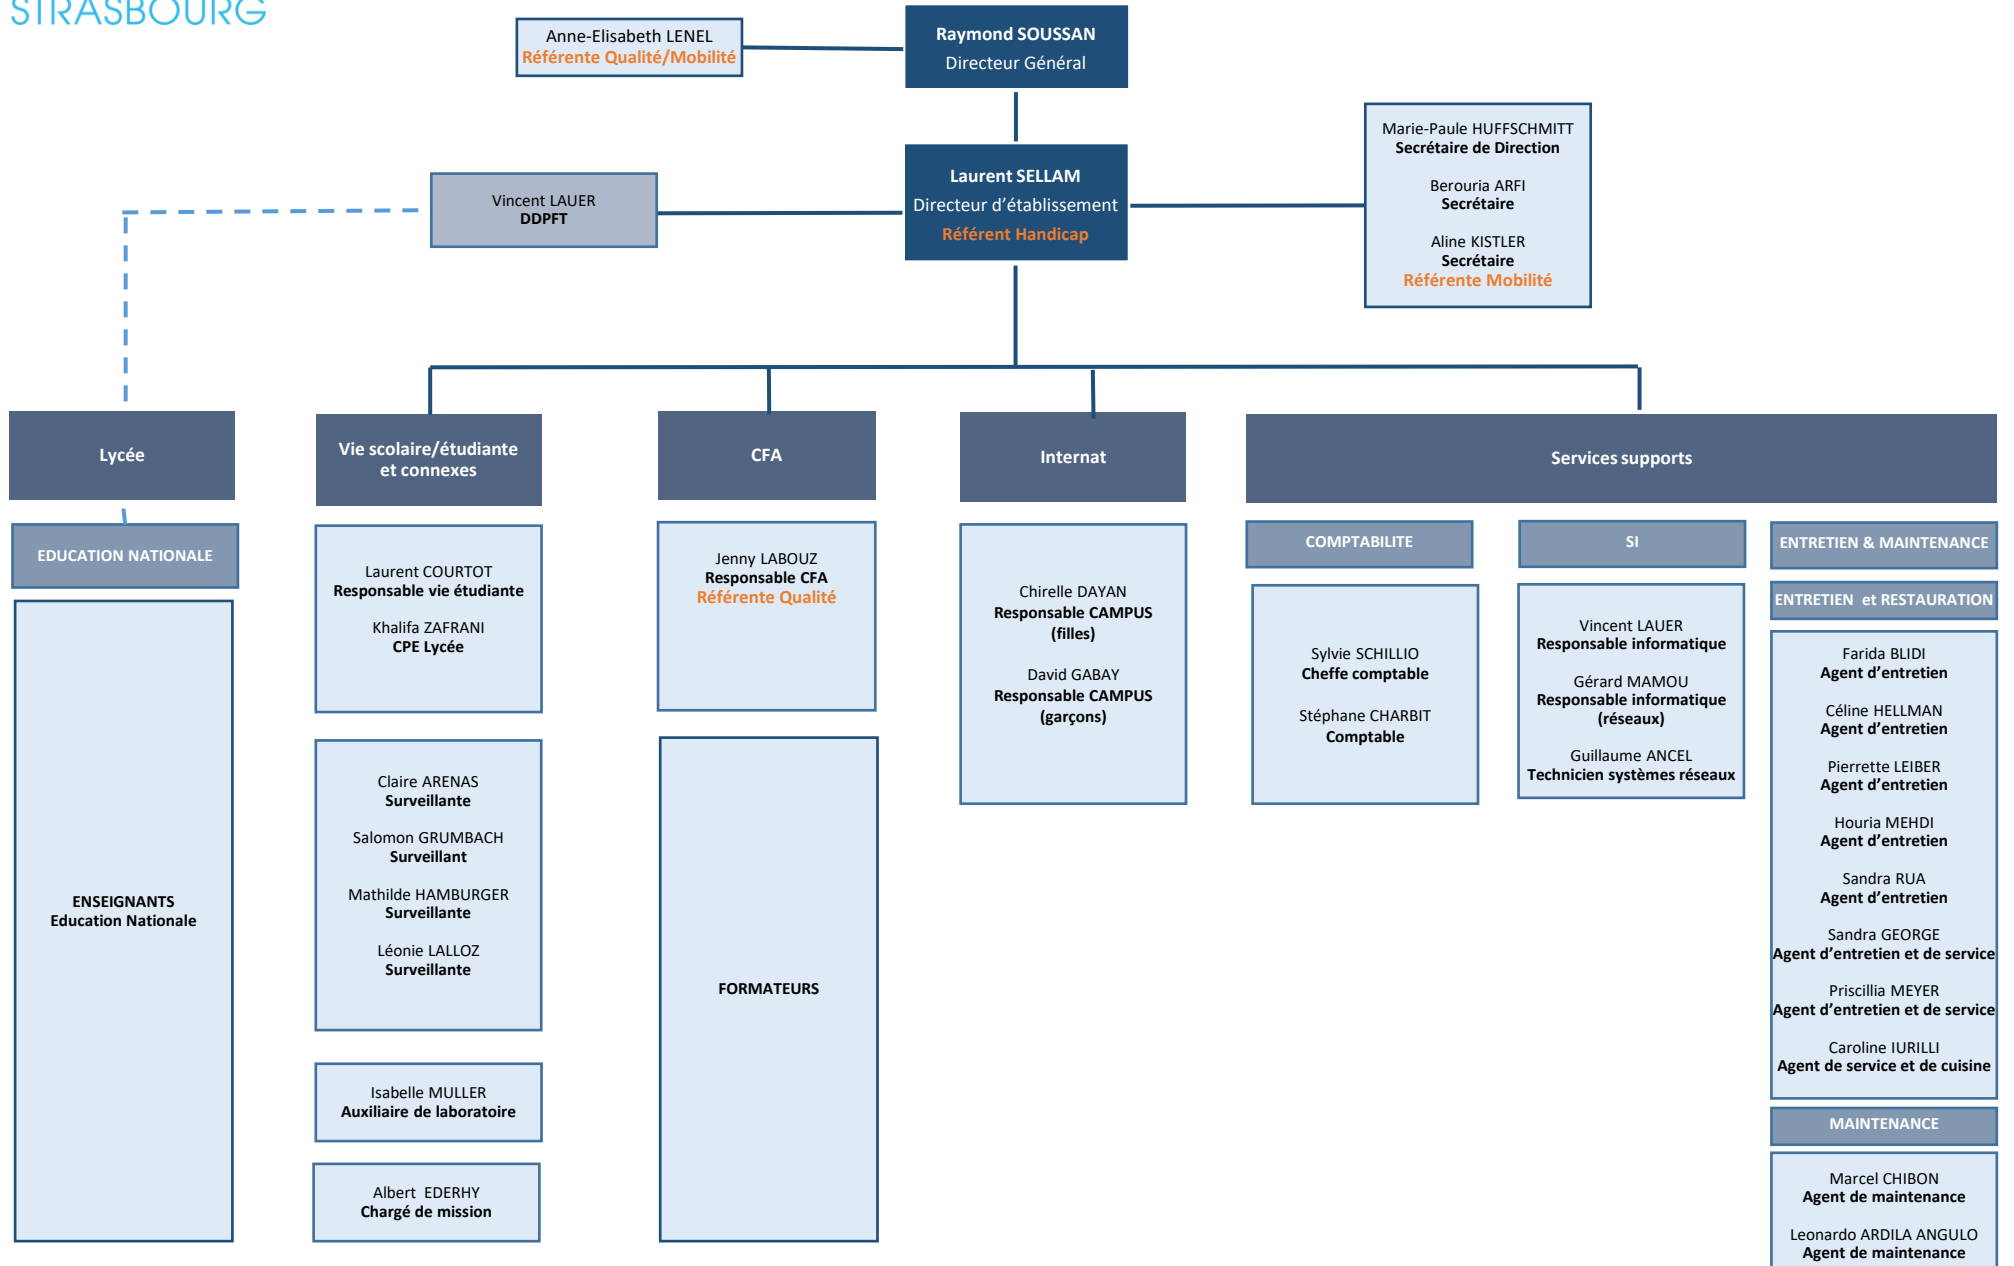 STRASBOURG
Anne-Elisabeth LENEL
Référente Qualité/Mobilité
Raymond SOUSSAN
Directeur Général
Marie-Paule HUFFSCHMITT
Secrétaire de Direction
Berouria ARFI
Secrétaire
Aline KISTLER
Secrétaire
Référente Mobilité
Laurent SELLAM
Directeur d'établissement
Référent Handicap
Vincent LAUER
DDPFT
Lycée
EDUCATION NATIONALE
ENSEIGNANTS
Education Nationale
Vie scolaire/étudiante
et connexes
Laurent COURTOT
Responsable vie étudiante
Khalifa ZAFRANI
CPE Lycée
Claire ARENAS
Surveillante
Salomon GRUMBACH
Surveillant
Mathilde HAMBURGER
Surveillante
Léonie LALLOZ
Surveillante
Isabelle MULLER
Auxiliaire de laboratoire
Albert  EDERHY
Chargé de mission
CFA
Jenny LABOUZ
Responsable CFA
Référente Qualité
FORMATEURS
Internat
Chirelle DAYAN
Responsable CAMPUS
(filles)
David GABAY
Responsable CAMPUS
(garçons)
Services supports
COMPTABILITE
Sylvie SCHILLIO
Cheffe comptable
Stéphane CHARBIT
Comptable
SI
Vincent LAUER
Responsable informatique
Gérard MAMOU
Responsable informatique
(réseaux)
Guillaume ANCEL
Technicien systèmes réseaux
ENTRETIEN & MAINTENANCE
ENTRETIEN  et RESTAURATION
Farida BLIDI
Agent d'entretien
Céline HELLMAN
Agent d'entretien
Pierrette LEIBER
Agent d'entretien
Houria MEHDI
Agent d'entretien
Sandra RUA
Agent d'entretien
Sandra GEORGE
Agent d'entretien et de service
Priscillia MEYER
Agent d'entretien et de service
Caroline IURILLI
Agent de service et de cuisine
MAINTENANCE
Marcel CHIBON
Agent de maintenance
Leonardo ARDILA ANGULO
Agent de maintenance